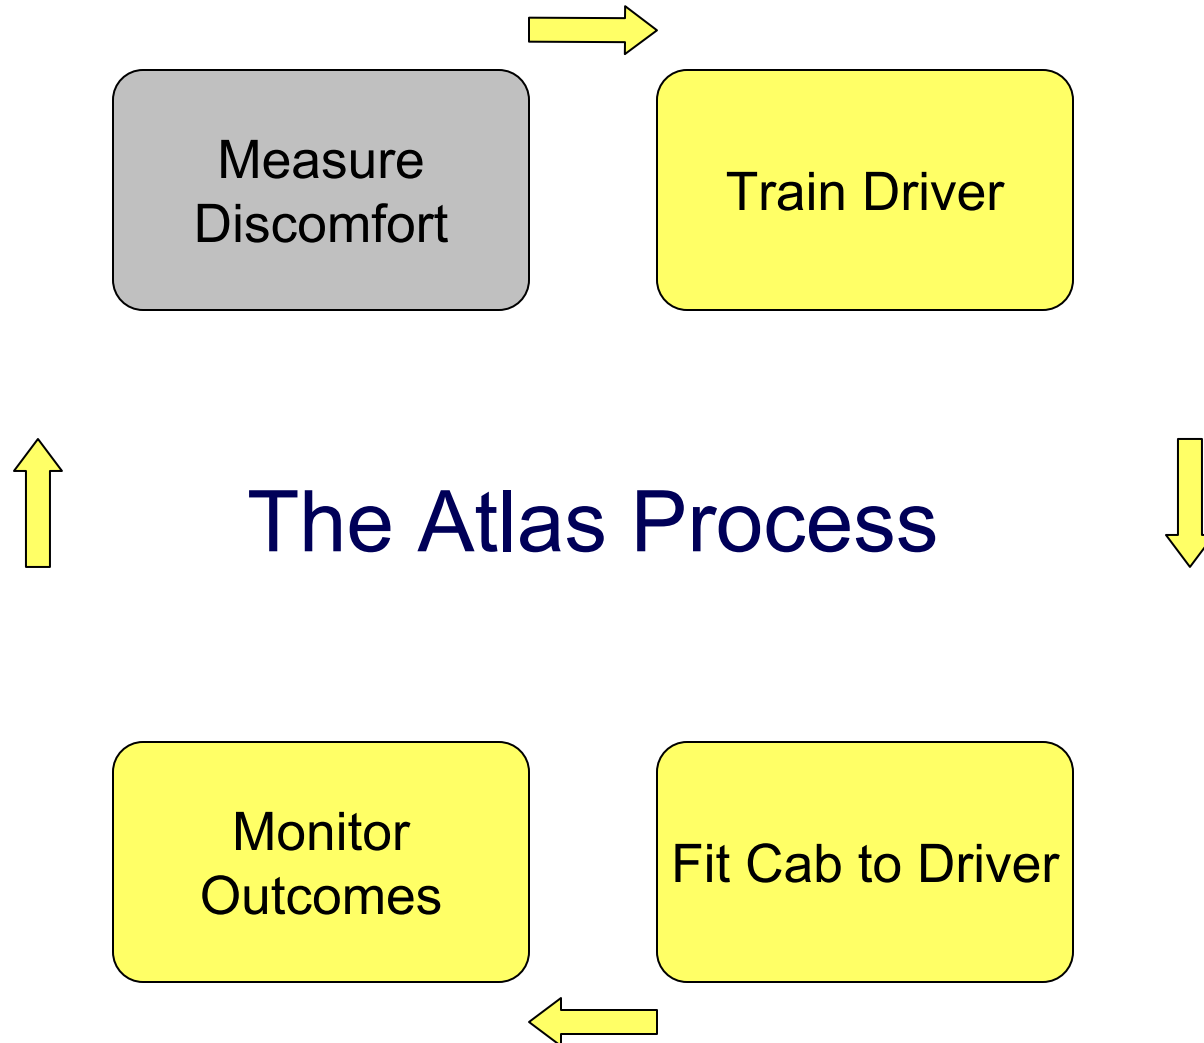 Measure
Discomfort
Train Driver
The Atlas Process
Monitor
Outcomes
Fit Cab to Driver